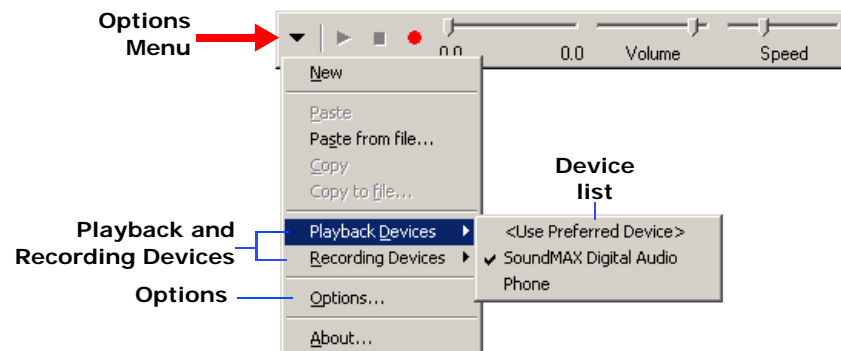 Options
Menu
0.0
0.0
Volume
Speed
New
Paste
Paste from file...
Copy
Copy to file...
Playback and
Recording Devices
Playback Devices
Recording Devices
Device
list
<Use Preferred Device>
SoundMAX Digital Audio
Phone
Options
Options...
About...